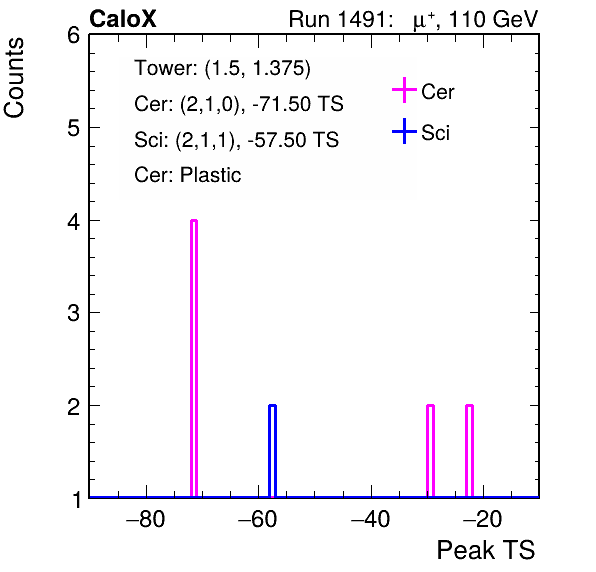 CaloX Run 1491: μ⁺, 110 GeV
Counts
Tower: (1.5, 1.375)
Cer: (2,1,0), -71.50 TS
Sci: (2,1,1), -57.50 TS
Cer: Plastic
Cer
Sci
6
5
4
3
2
1
−80 −60 −40 −20
Peak TS